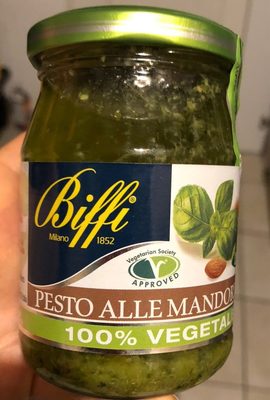 Biffi
Milano 1852
Vegetarian Society
APPROVED
PESTO ALLE MANDOR
100% VEGETAL